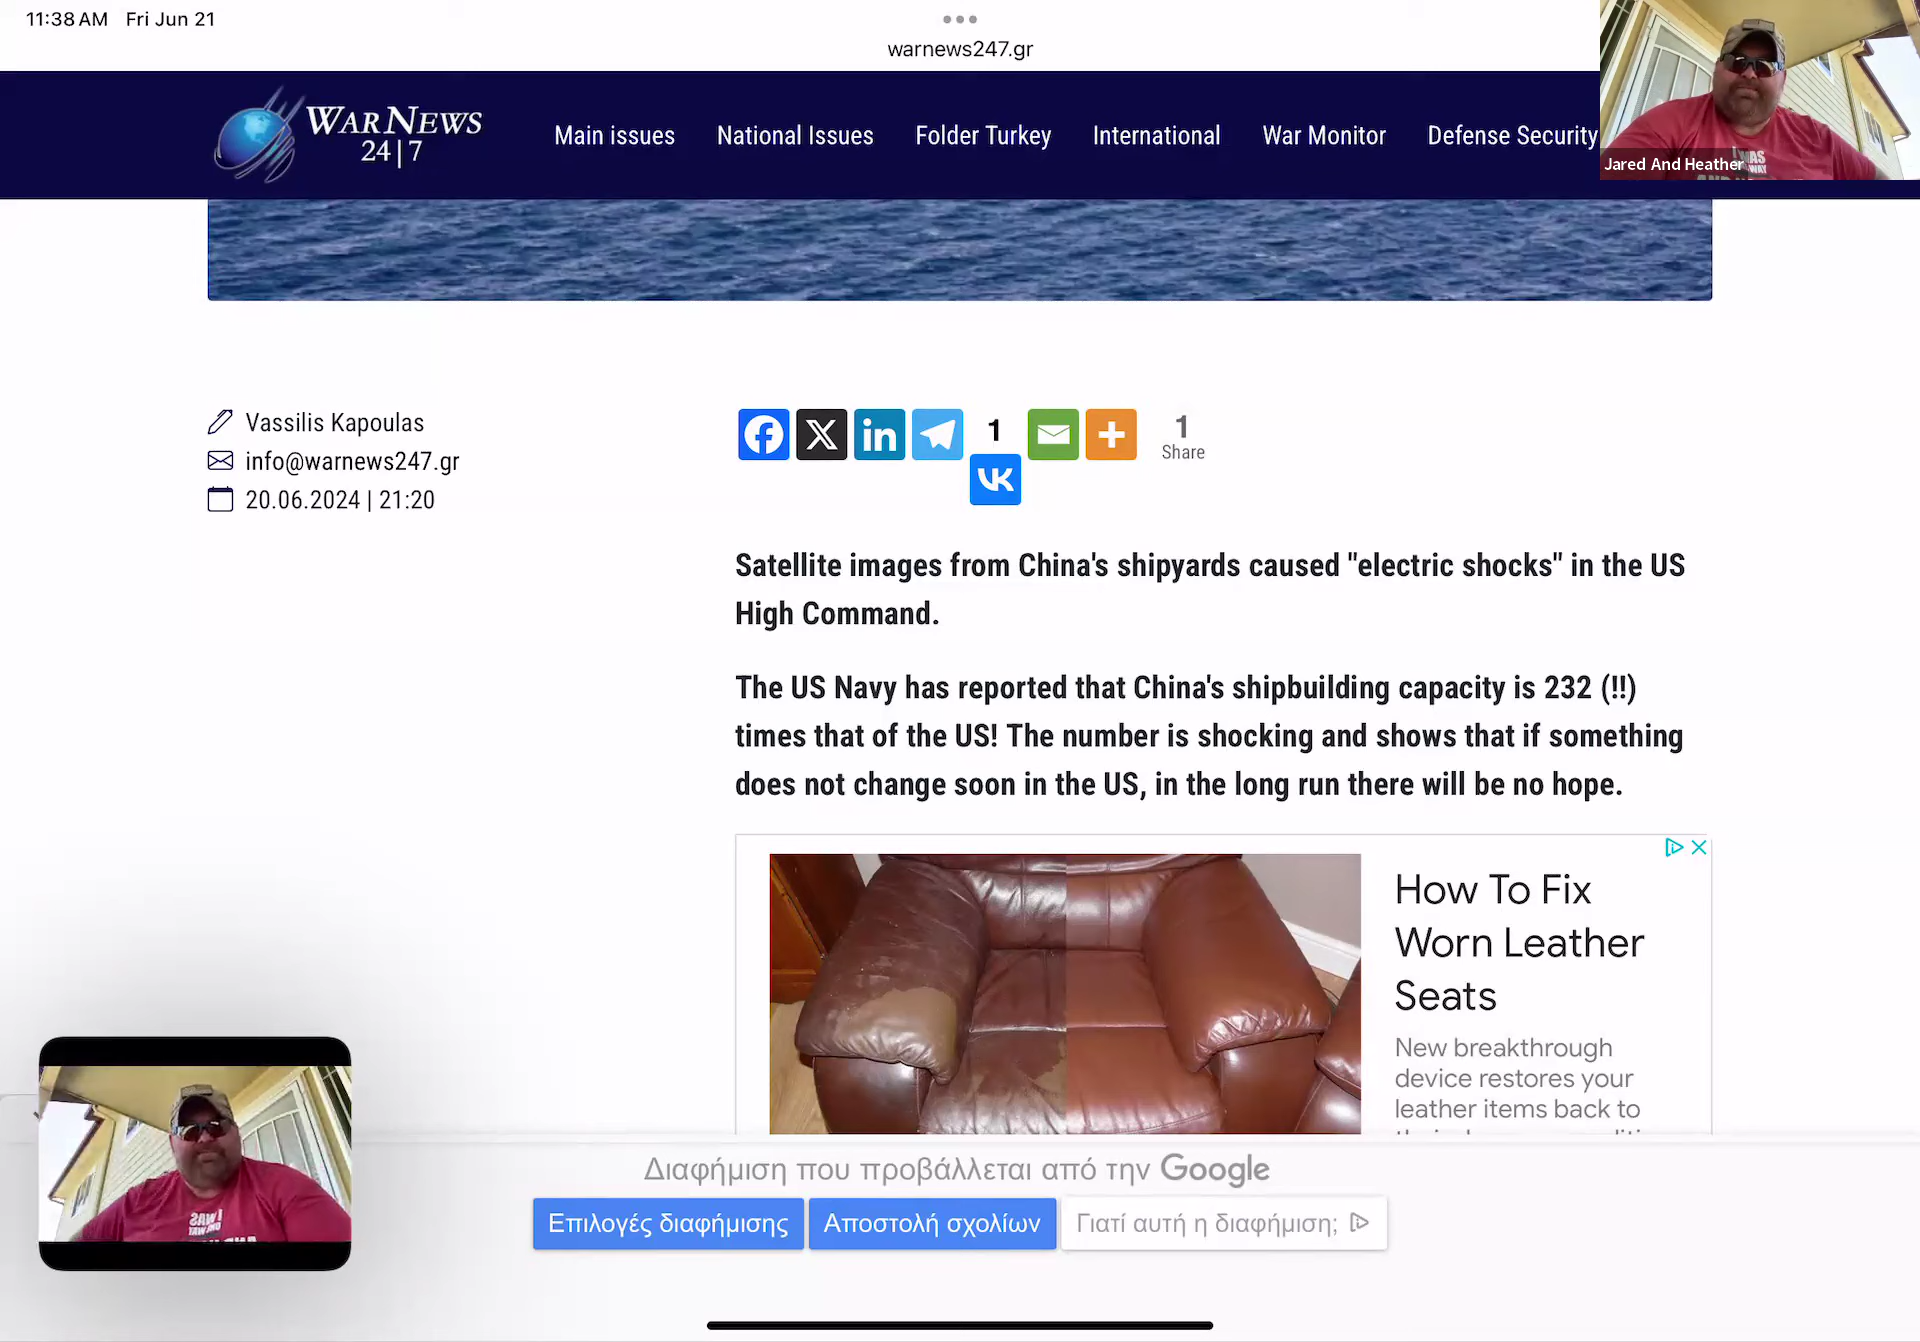 11:38 AM Fri Jun 21
warnews247.gr
WAR NEWS
24|7
Main issues National Issues Folder Turkey International War Monitor Defense Security
Jared And Heather
Vassilis Kapoulas
info@warnews247.gr
20.06.2024 | 21:20
1
1
Share
Satellite images from China's shipyards caused "electric shocks" in the US
High Command.
The US Navy has reported that China's shipbuilding capacity is 232 (!!)
times that of the US! The number is shocking and shows that if something
does not change soon in the US, in the long run there will be no hope.
How To Fix
Worn Leather
Seats
New breakthrough
device restores your
leather items back to
Διαφήμιση που προβάλλεται από την Google
Επιλογές διαφήμισης Αποστολή σχολίων Γιατί αυτή η διαφήμιση;